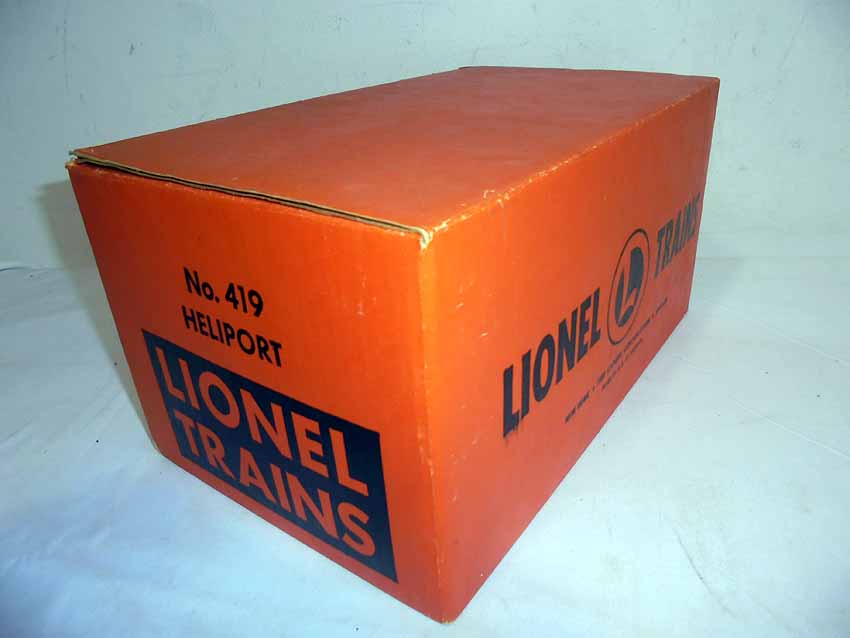 No. 419
HELIPORT
LIONEL
TRAINS
LIONEL L TRAINS